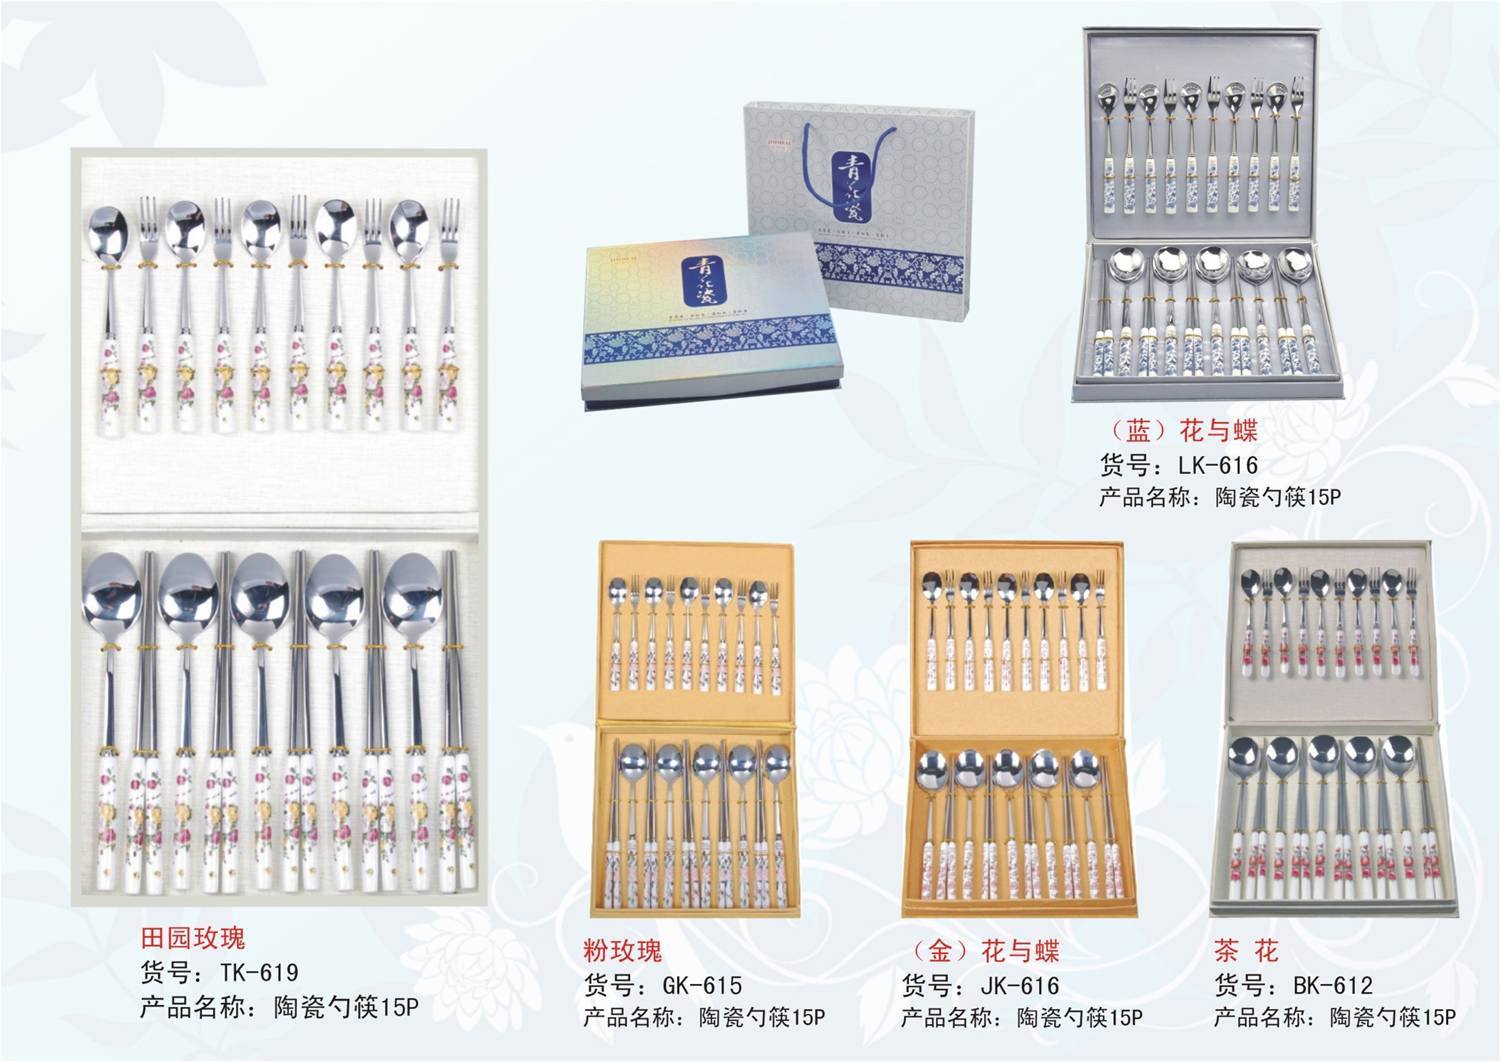 青花瓷
青花瓷
(蓝)花与蝶
货号: LK-616
产品名称: 陶瓷勺筷15P
田园玫瑰
货号: TK-619
产品名称: 陶瓷勺筷15P
粉玫瑰
货号: GK-615
产品名称: 陶瓷勺筷15P
(金)花与蝶
货号: JK-616
产品名称: 陶瓷勺筷15P
茶 花
货号: BK-612
产品名称: 陶瓷勺筷15P